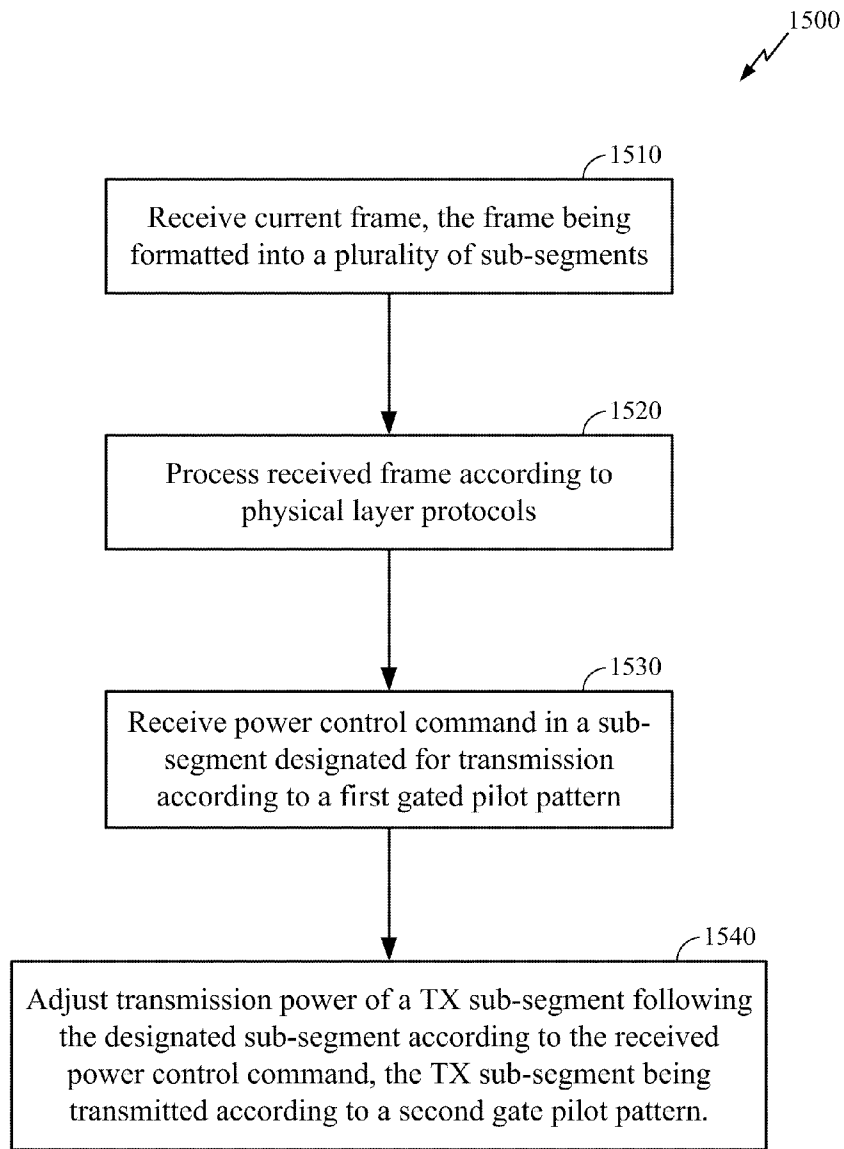 1500
1510
Receive current frame, the frame being
formatted into a plurality of sub-segments
1520
Process received frame according to
physical layer protocols
1530
Receive power control command in a sub-
segment designated for transmission
according to a first gated pilot pattern
1540
Adjust transmission power of a TX sub-segment following
the designated sub-segment according to the received
power control command, the TX sub-segment being
transmitted according to a second gate pilot pattern.